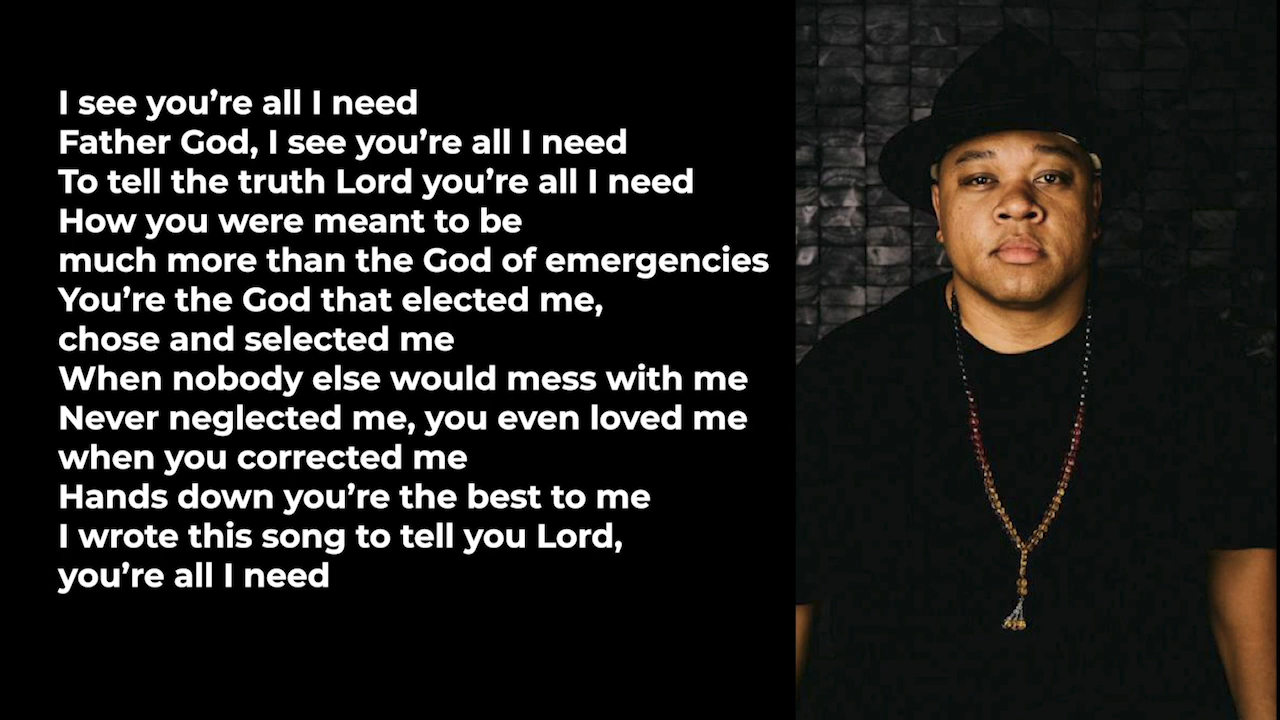 I see you’re all I need
Father God, I see you’re all I need
To tell the truth Lord you’re all I need
How you were meant to be
much more than the God of emergencies
You’re the God that elected me,
chose and selected me
When nobody else would mess with me
Never neglected me, you even loved me
when you corrected me
Hands down you’re the best to me
I wrote this song to tell you Lord,
you’re all I need